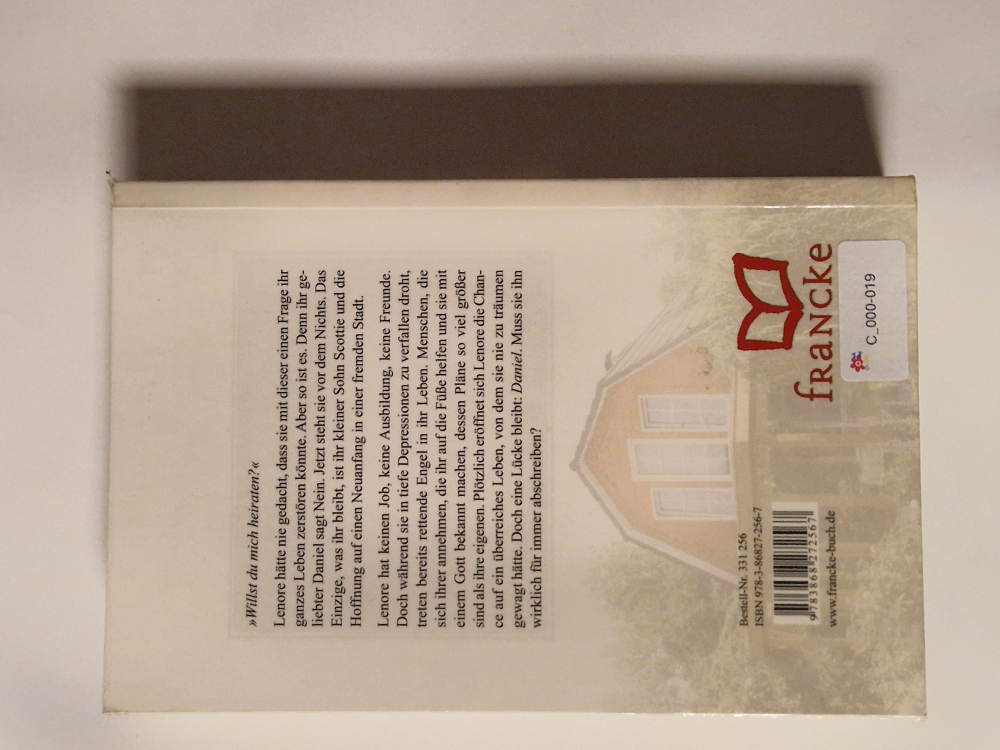 »Willst du mich heiraten?«
Lenore hätte nie gedacht, dass sie mit dieser einen Frage ihr
ganzes Leben zerstören könnte. Aber so ist es. Denn ihr ge-
liebter Daniel sagt Nein. Jetzt steht sie vor dem Nichts. Das
Einzige, was ihr bleibt, ist ihr kleiner Sohn Scottie und die
Hoffnung auf einen Neuanfang in einer fremden Stadt.
Lenore hat keinen Job, keine Ausbildung, keine Freunde.
Doch während sie in tiefe Depressionen zu verfallen droht,
treten bereits rettende Engel in ihr Leben. Menschen, die
sich ihrer annehmen, die ihr auf die Füße helfen und sie mit
einem Gott bekannt machen, dessen Pläne so viel größer
sind als ihre eigenen. Plötzlich eröffnet sich Lenore die Chan-
ce auf ein überreiches Leben, von dem sie nie zu träumen
gewagt hätte. Doch eine Lücke bleibt: Daniel. Muss sie ihn
wirklich für immer abschreiben?
Bestell-Nr. 331 256
ISBN 978-3-86827-256-7
9 783868 272567
www.francke-buch.de
fRANCKE
C_000-019